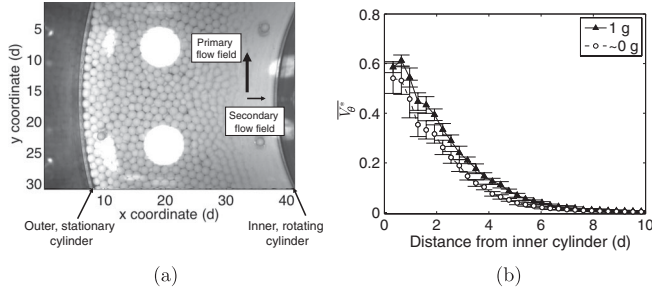 (a)
y coordinate (d)
5
10
15
20
25
30
Primary
flow field
Secondary
flow field
10
20
30
40
x coordinate (d)
Outer, stationary
cylinder
Inner, rotating
cylinder
(a)
(b)
V̅*θ
0.8
0.6
0.4
0.2
0
1 g
~0 g
0
2
4
6
8
10
Distance from inner cylinder (d)
(b)